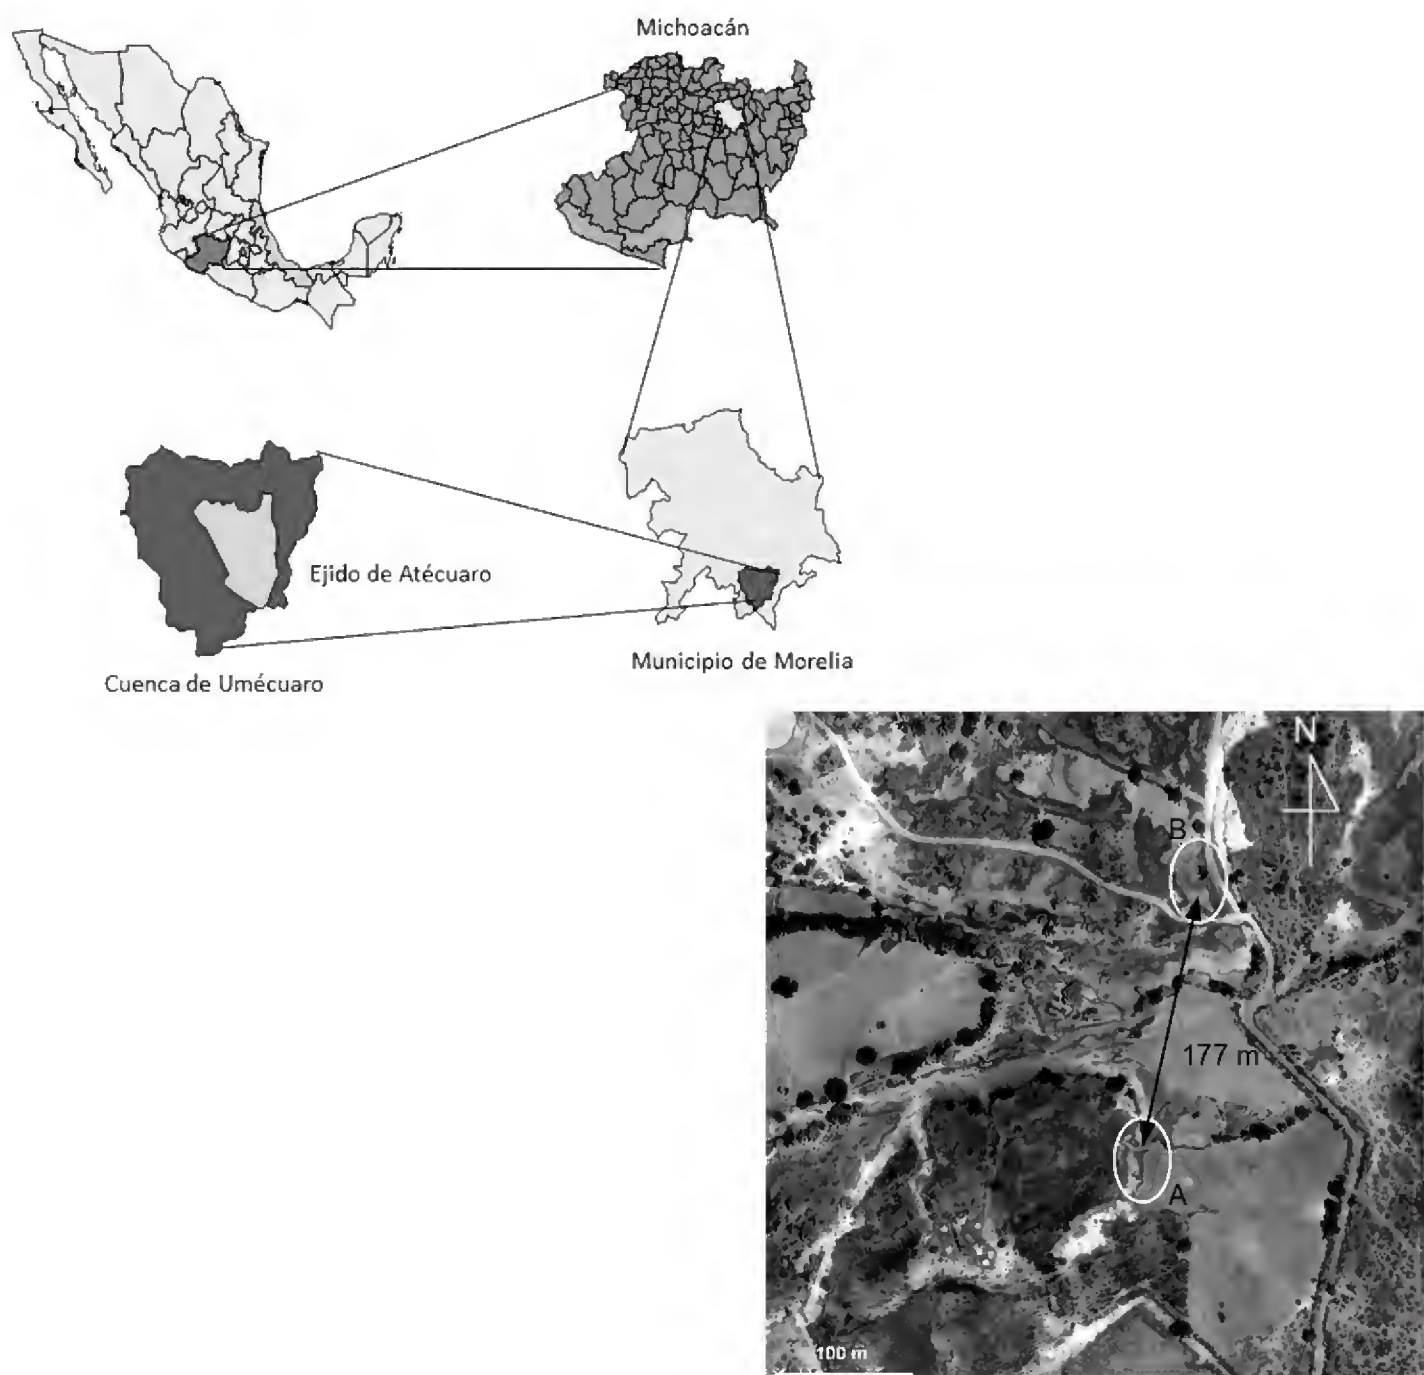 Michoacán
Ejido de Atécuaro
Municipio de Morelia
Cuenca de Umécuaro
N
B
177 m
A
100 m